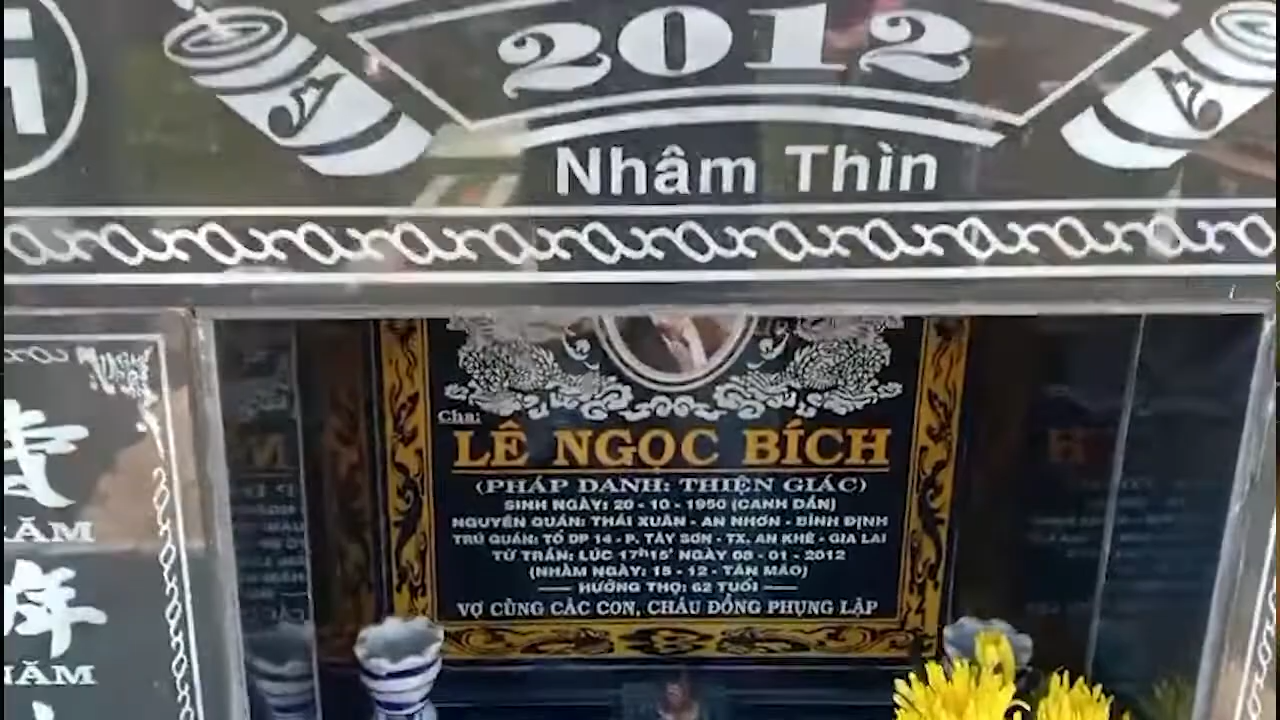 2012
Nhâm Thìn
Cha:
LÊ NGỌC BÍCH
(PHÁP DANH: THIỆN GIÁC)
SINH NGÀY: 20 - 10 - 1950 (CANH DẦN)
NGUYÊN QUÁN: THÁI XUÂN - AN NHƠN - BÌNH ĐỊNH
TRÚ QUÁN: TỔ DP 14 - P. TÂY SƠN - TX. AN KHÊ - GIA LAI
TỪ TRẦN: LÚC 17h15' NGÀY 08 - 01 - 2012
(NHẰM NGÀY: 15 - 12 - TÂN MÃO)
HƯỞNG THỌ: 62 TUỔI
VỢ CÙNG CÁC CON, CHÁU ĐỒNG PHỤNG LẬP